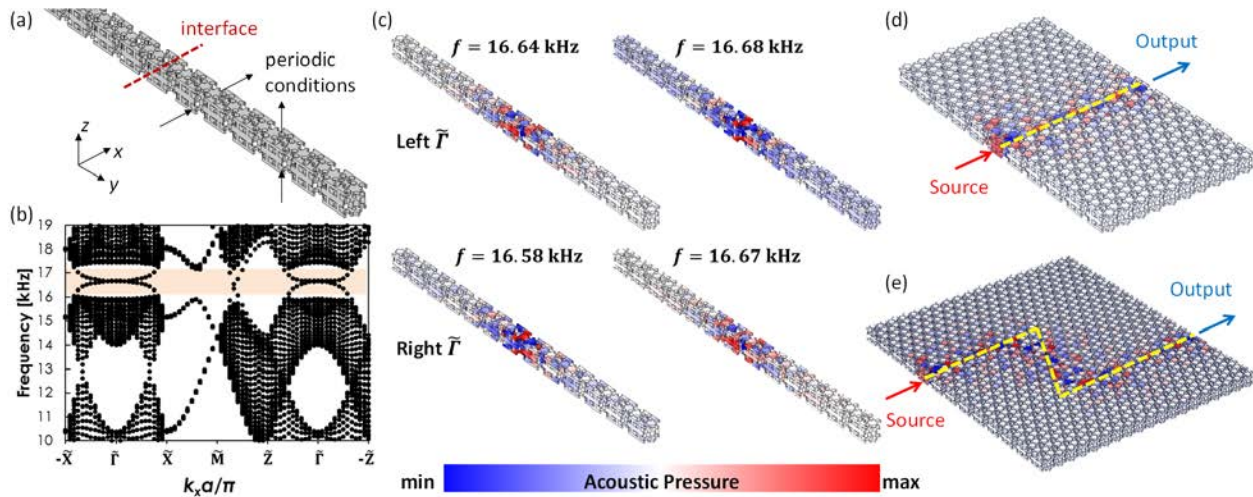 (a)
interface
periodic
conditions
z
x
y
(b)
Frequency [kHz]
19
18
17
16
15
14
13
12
11
10
-X̃
Γ̃
X̃
M̃
Z̃
Γ̃
-Z̃
kₓa/π
(c)
f = 16.64 kHz
f = 16.68 kHz
Left Γ̃
f = 16.58 kHz
f = 16.67 kHz
Right Γ̃
min
Acoustic Pressure
max
(d)
Output
Source
(e)
Output
Source